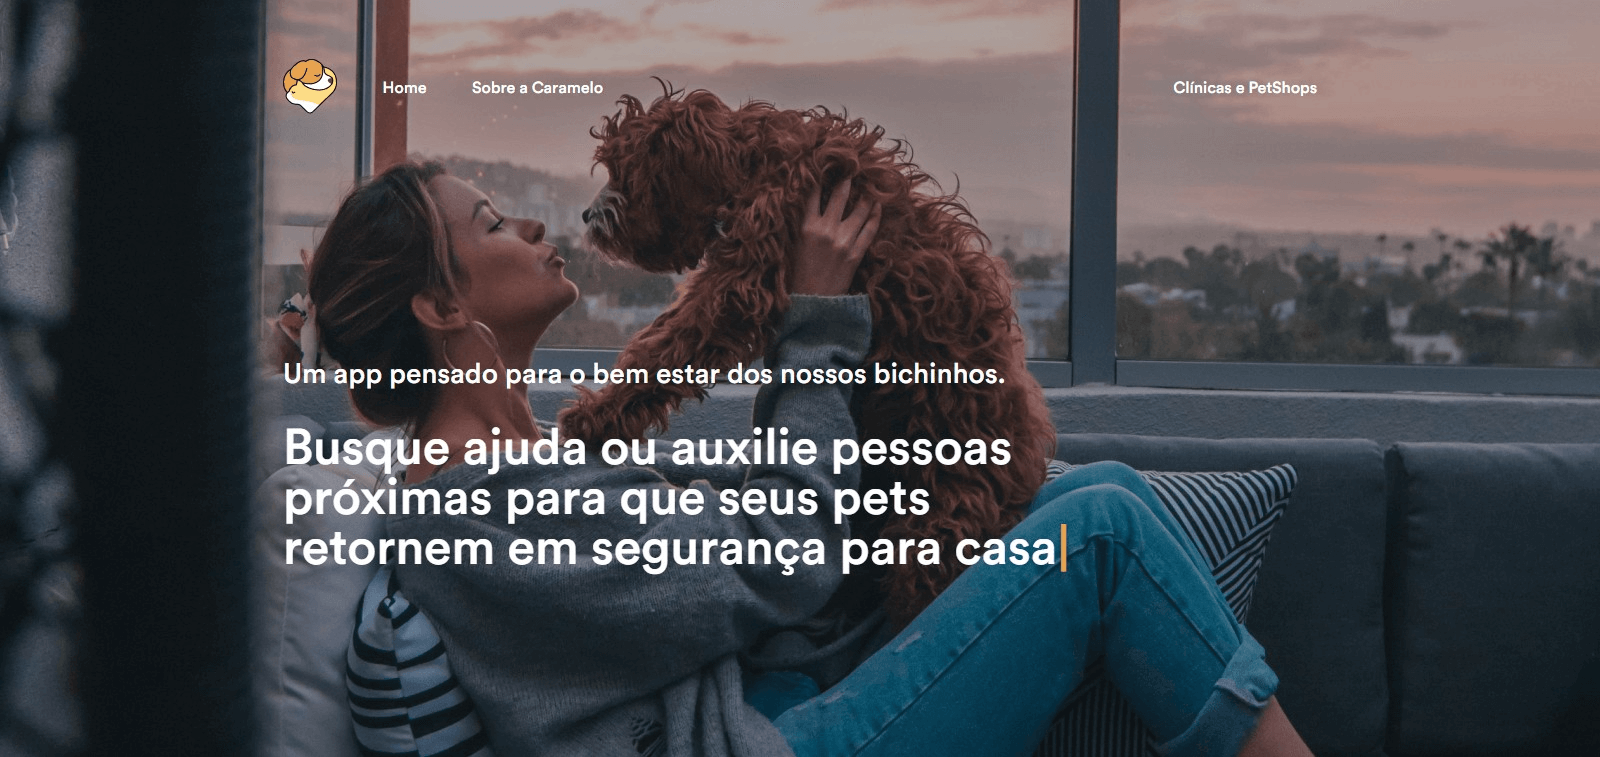 Home
Sobre a Caramelo
Clínicas e PetShops
Um app pensado para o bem estar dos nossos bichinhos.
Busque ajuda ou auxilie pessoas
próximas para que seus pets
retornem em segurança para casa